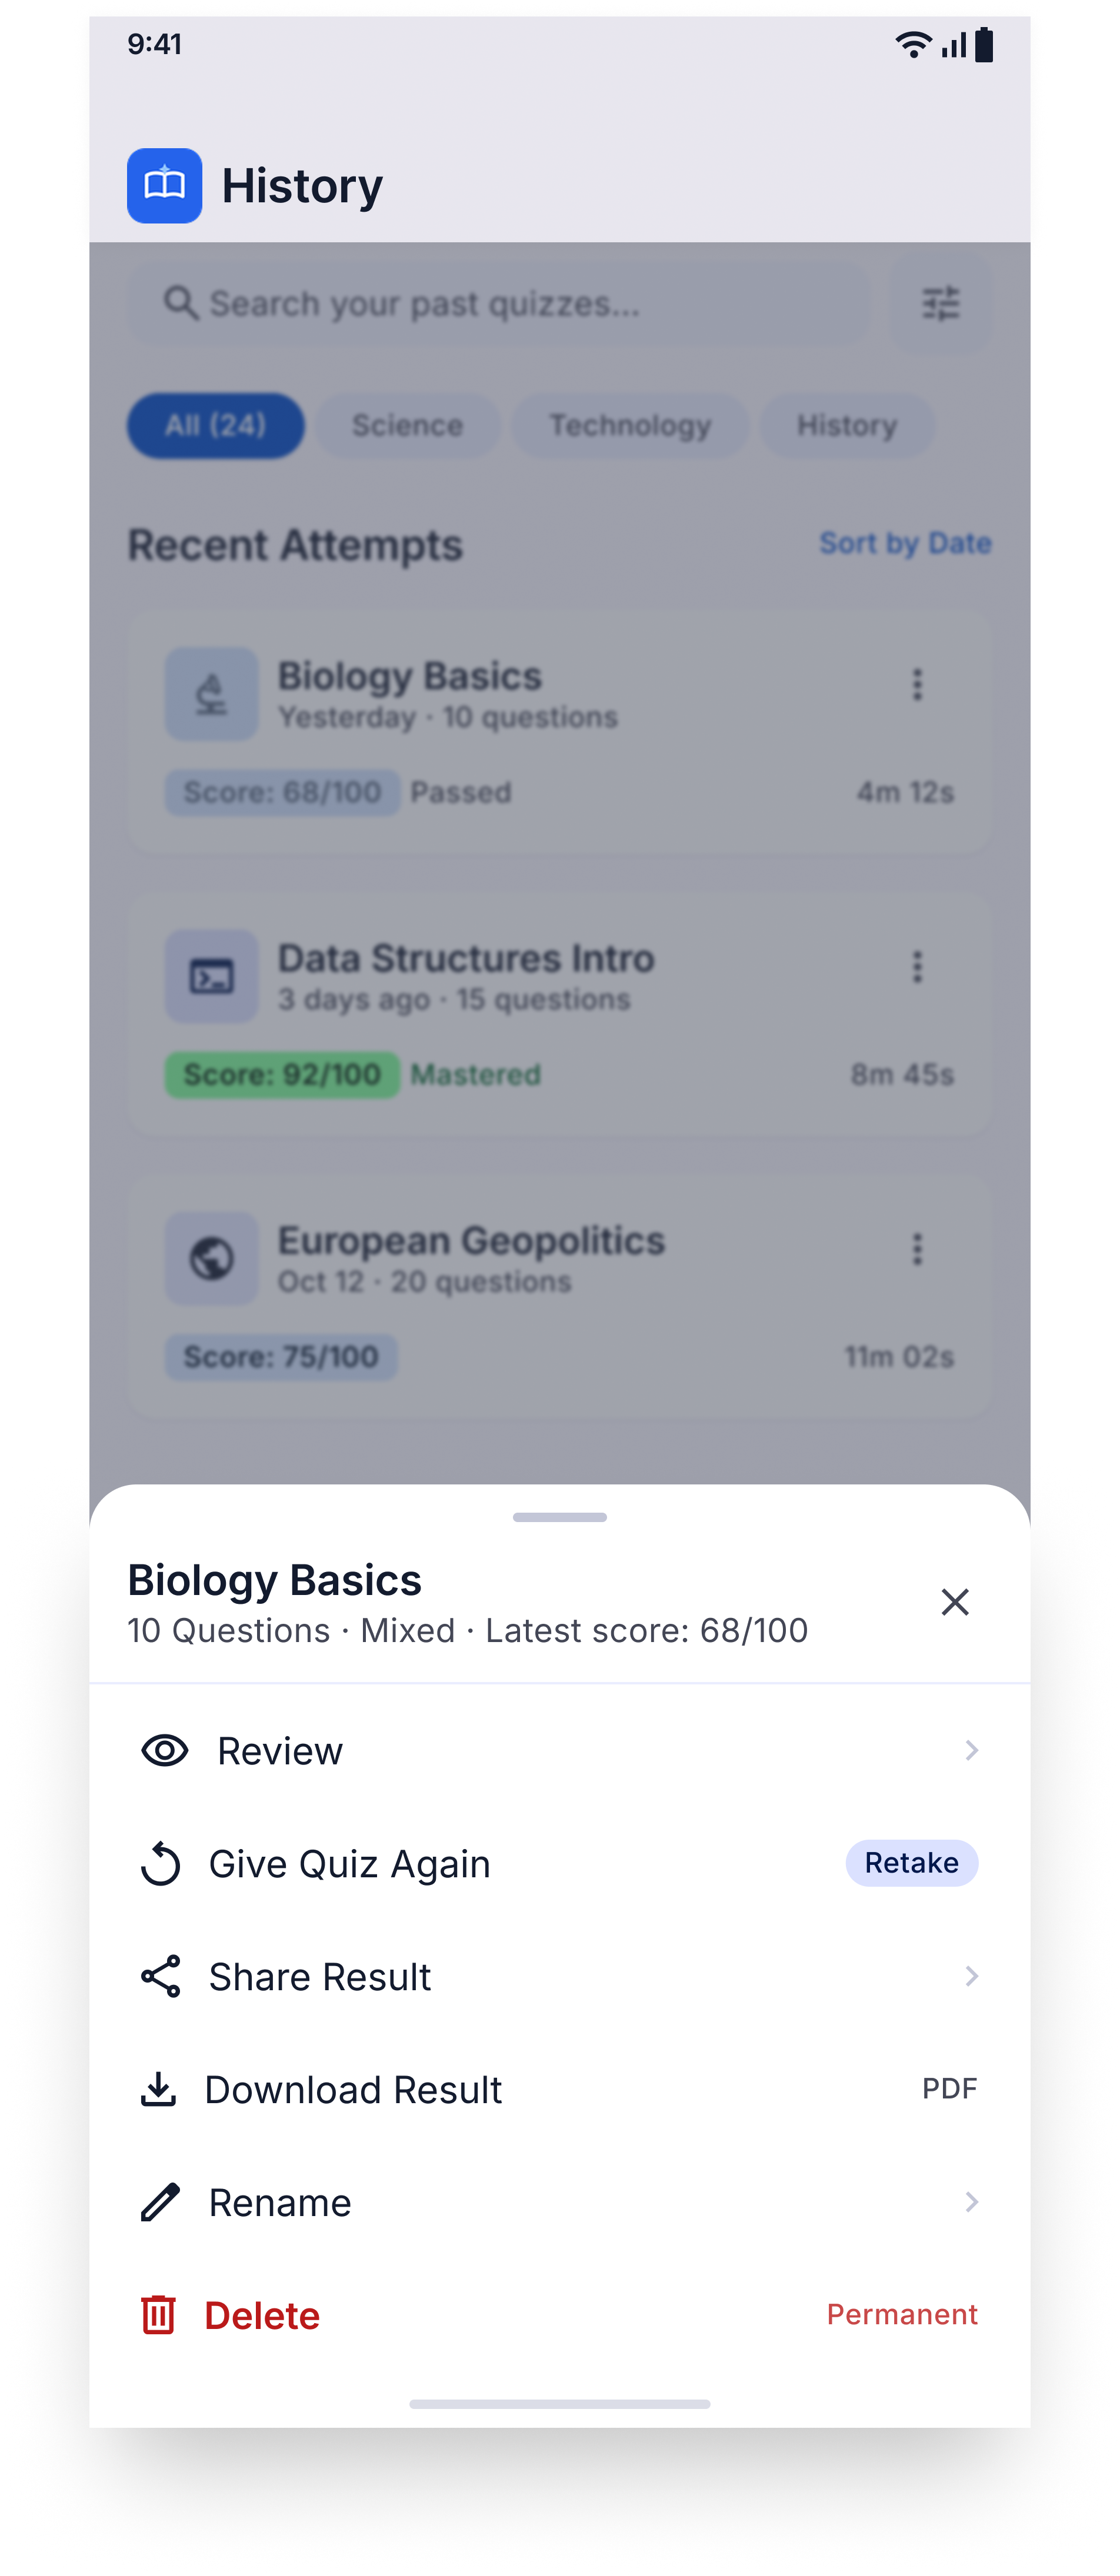 9:41
History
Search your past quizzes...
All (24) Science Technology History
Recent Attempts Sort by Date
Biology Basics
Yesterday · 10 questions
Score: 68/100 Passed 4m 12s
Data Structures Intro
3 days ago · 15 questions
Score: 92/100 Mastered 8m 45s
European Geopolitics
Oct 12 · 20 questions
Score: 75/100 11m 02s
Biology Basics
10 Questions · Mixed · Latest score: 68/100
Review
Give Quiz Again Retake
Share Result
Download Result PDF
Rename
Delete Permanent